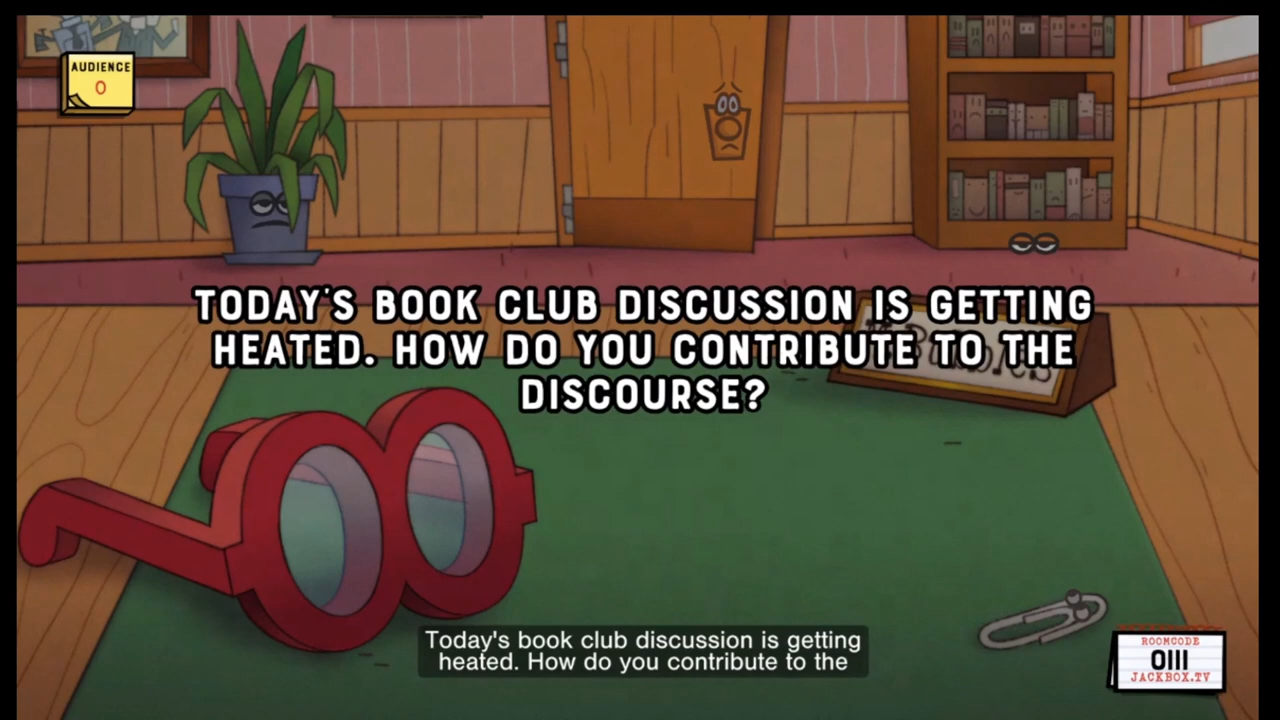 AUDIENCE
0
TODAY'S BOOK CLUB DISCUSSION IS GETTING
HEATED. HOW DO YOU CONTRIBUTE TO THE
DISCOURSE?
Today's book club discussion is getting
heated. How do you contribute to the
ROOMCODE
OIII
JACKBOX.TV